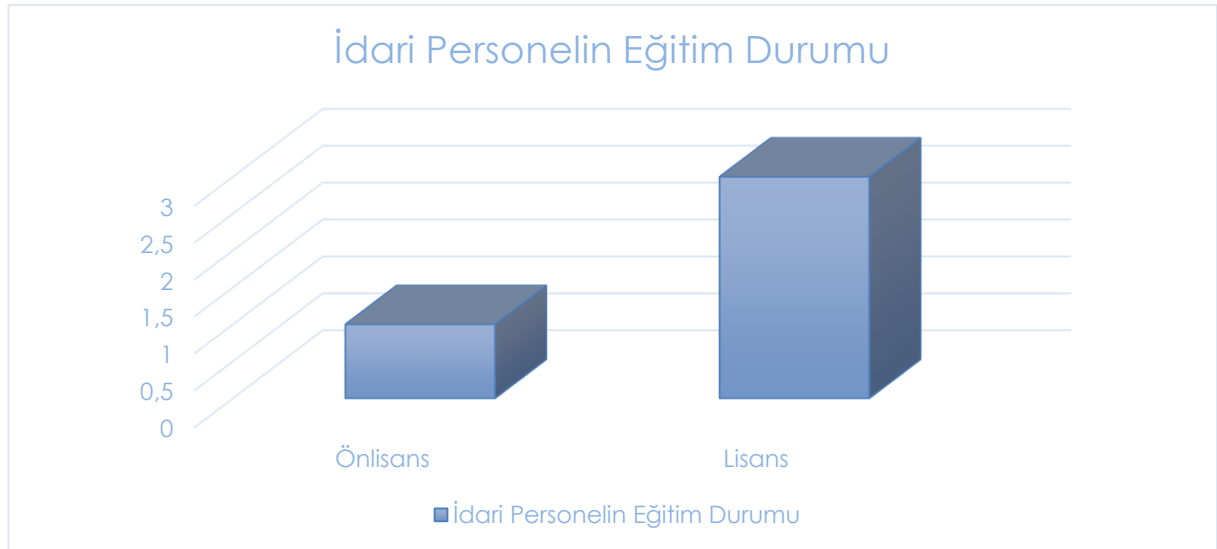 İdari Personelin Eğitim Durumu
3
2,5
2
1,5
1
0,5
0
Önlisans Lisans
İdari Personelin Eğitim Durumu